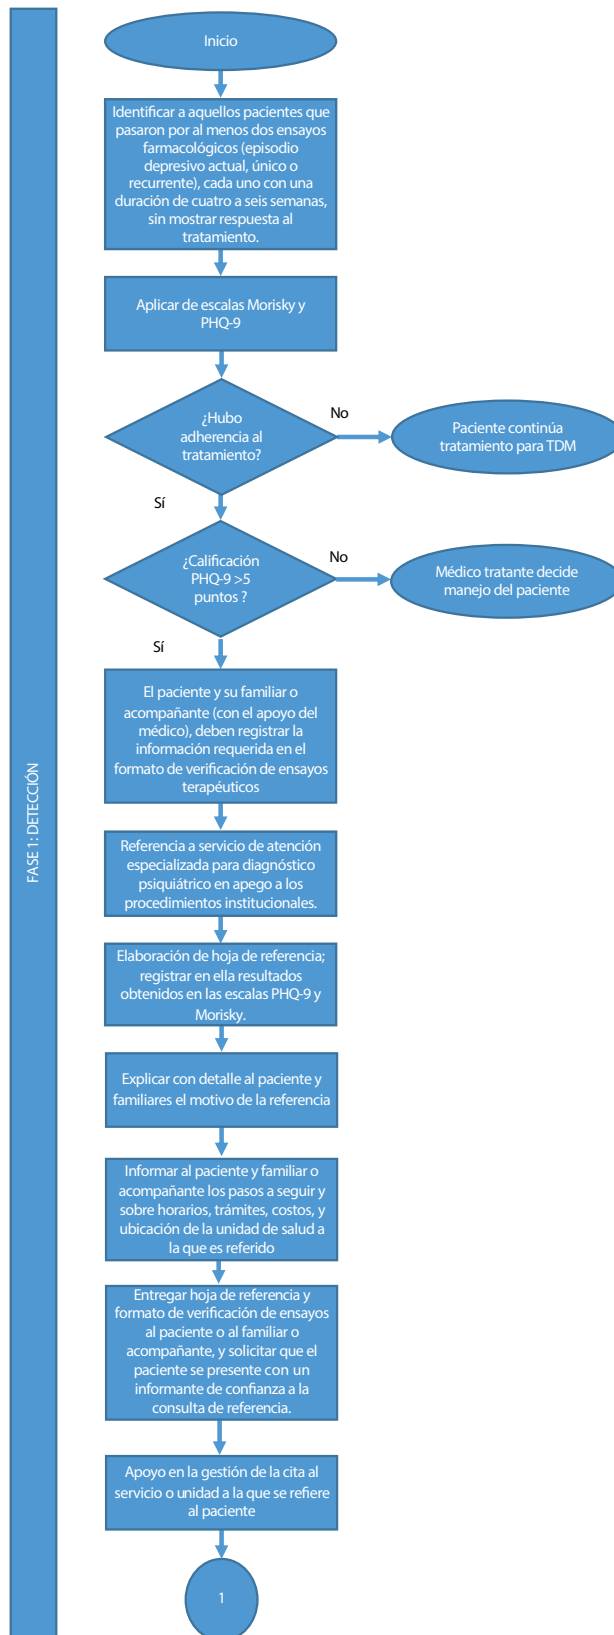 FASE 1: DETECCIÓN
Inicio
Identificar a aquellos pacientes que
pasaron por al menos dos ensayos
farmacológicos (episodio
depresivo actual, único o
recurrente), cada uno con una
duración de cuatro a seis semanas,
sin mostrar respuesta al
tratamiento.
Aplicar de escalas Morisky y
PHQ-9
¿Hubo
adherencia al
tratamiento?
No
Paciente continúa
tratamiento para TDM
Sí
¿Calificación
PHQ-9 >5
puntos ?
No
Médico tratante decide
manejo del paciente
Sí
El paciente y su familiar o
acompañante (con el apoyo del
médico), deben registrar la
información requerida en el
formato de verificación de ensayos
terapéuticos
Referencia a servicio de atención
especializada para diagnóstico
psiquiátrico en apego a los
procedimientos institucionales.
Elaboración de hoja de referencia;
registrar en ella resultados
obtenidos en las escalas PHQ-9 y
Morisky.
Explicar con detalle al paciente y
familiares el motivo de la referencia
Informar al paciente y familiar o
acompañante los pasos a seguir y
sobre horarios, trámites, costos, y
ubicación de la unidad de salud a
la que es referido
Entregar hoja de referencia y
formato de verificación de ensayos
al paciente o al familiar o
acompañante, y solicitar que el
paciente se presente con un
informante de confianza a la
consulta de referencia.
Apoyo en la gestión de la cita al
servicio o unidad a la que se refiere
al paciente
1